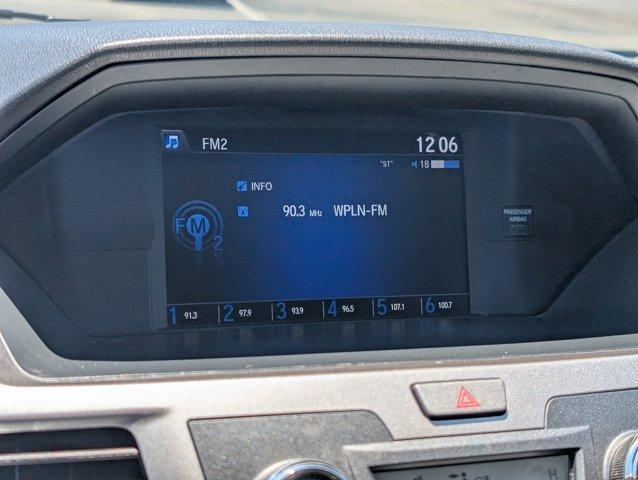 FM2 12 06
"ST" 18
INFO
90.3 MHz WPLN-FM
FM 2
PASSENGER
AIRBAG
1 91.3 2 97.9 3 93.9 4 96.5 5 107.1 6 100.7